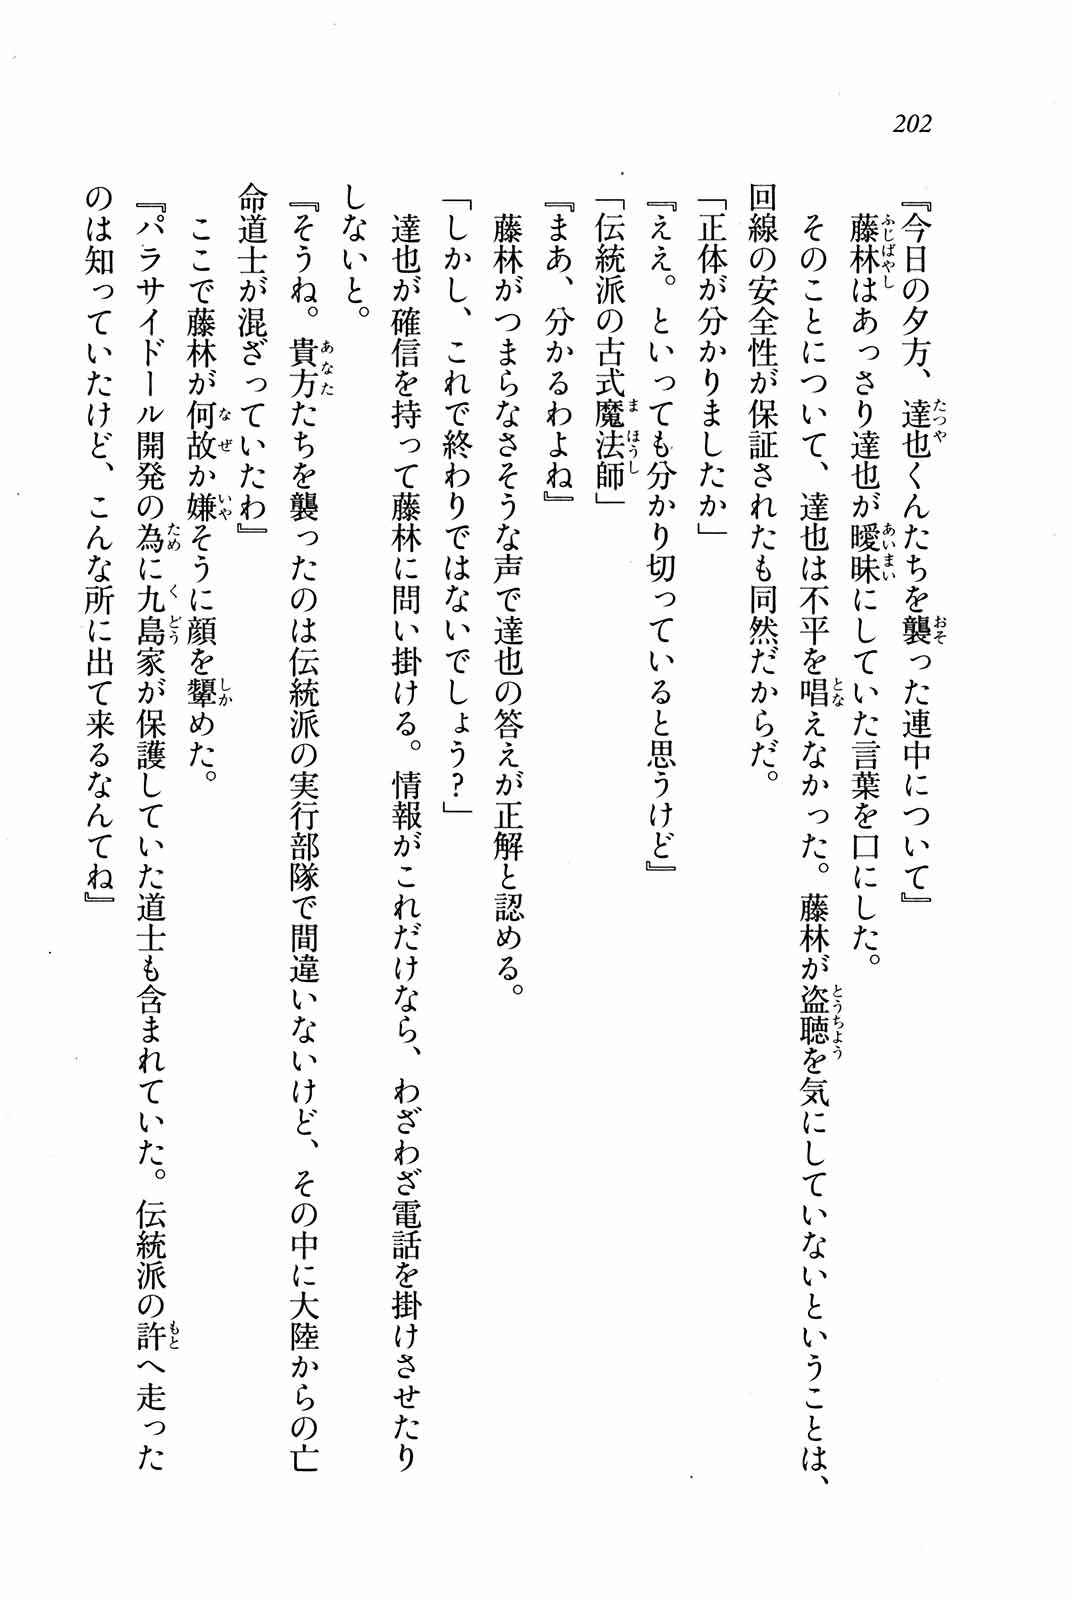 202
『今日の夕方、達也くんたちを襲った連中について』
藤林はあっさり達也が曖昧にしていた言葉を口にした。
そのことについて、達也は不平を唱えなかった。藤林が盗聴を気にしていないということは、
回線の安全性が保証されたも同然だからだ。
「正体が分かりましたか」
『ええ。といっても分かり切っていると思うけど』
「伝統派の古式魔法師」
『まあ、分かるわよね』
藤林がつまらなさそうな声で達也の答えが正解と認める。
「しかし、これで終わりではないでしょう?」
達也が確信を持って藤林に問い掛ける。情報がこれだけなら、わざわざ電話を掛けさせたり
しないと。
『そうね。貴方たちを襲ったのは伝統派の実行部隊で間違いないけど、その中に大陸からの亡
命道士が混ざっていたわ』
ここで藤林が何故か嫌そうに顔を顰めた。
『パラサイドール開発の為に九島家が保護していた道士も含まれていた。伝統派の許へ走った
のは知っていたけど、こんな所に出て来るなんてね』